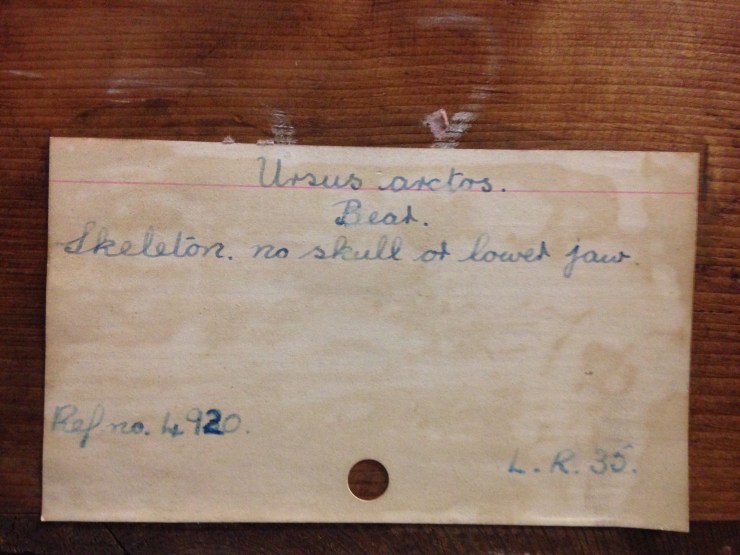 Ursus arctos.
Bear.
Skeleton. no skull or lower jaw.
Ref no. 4920.
L. R. 35.